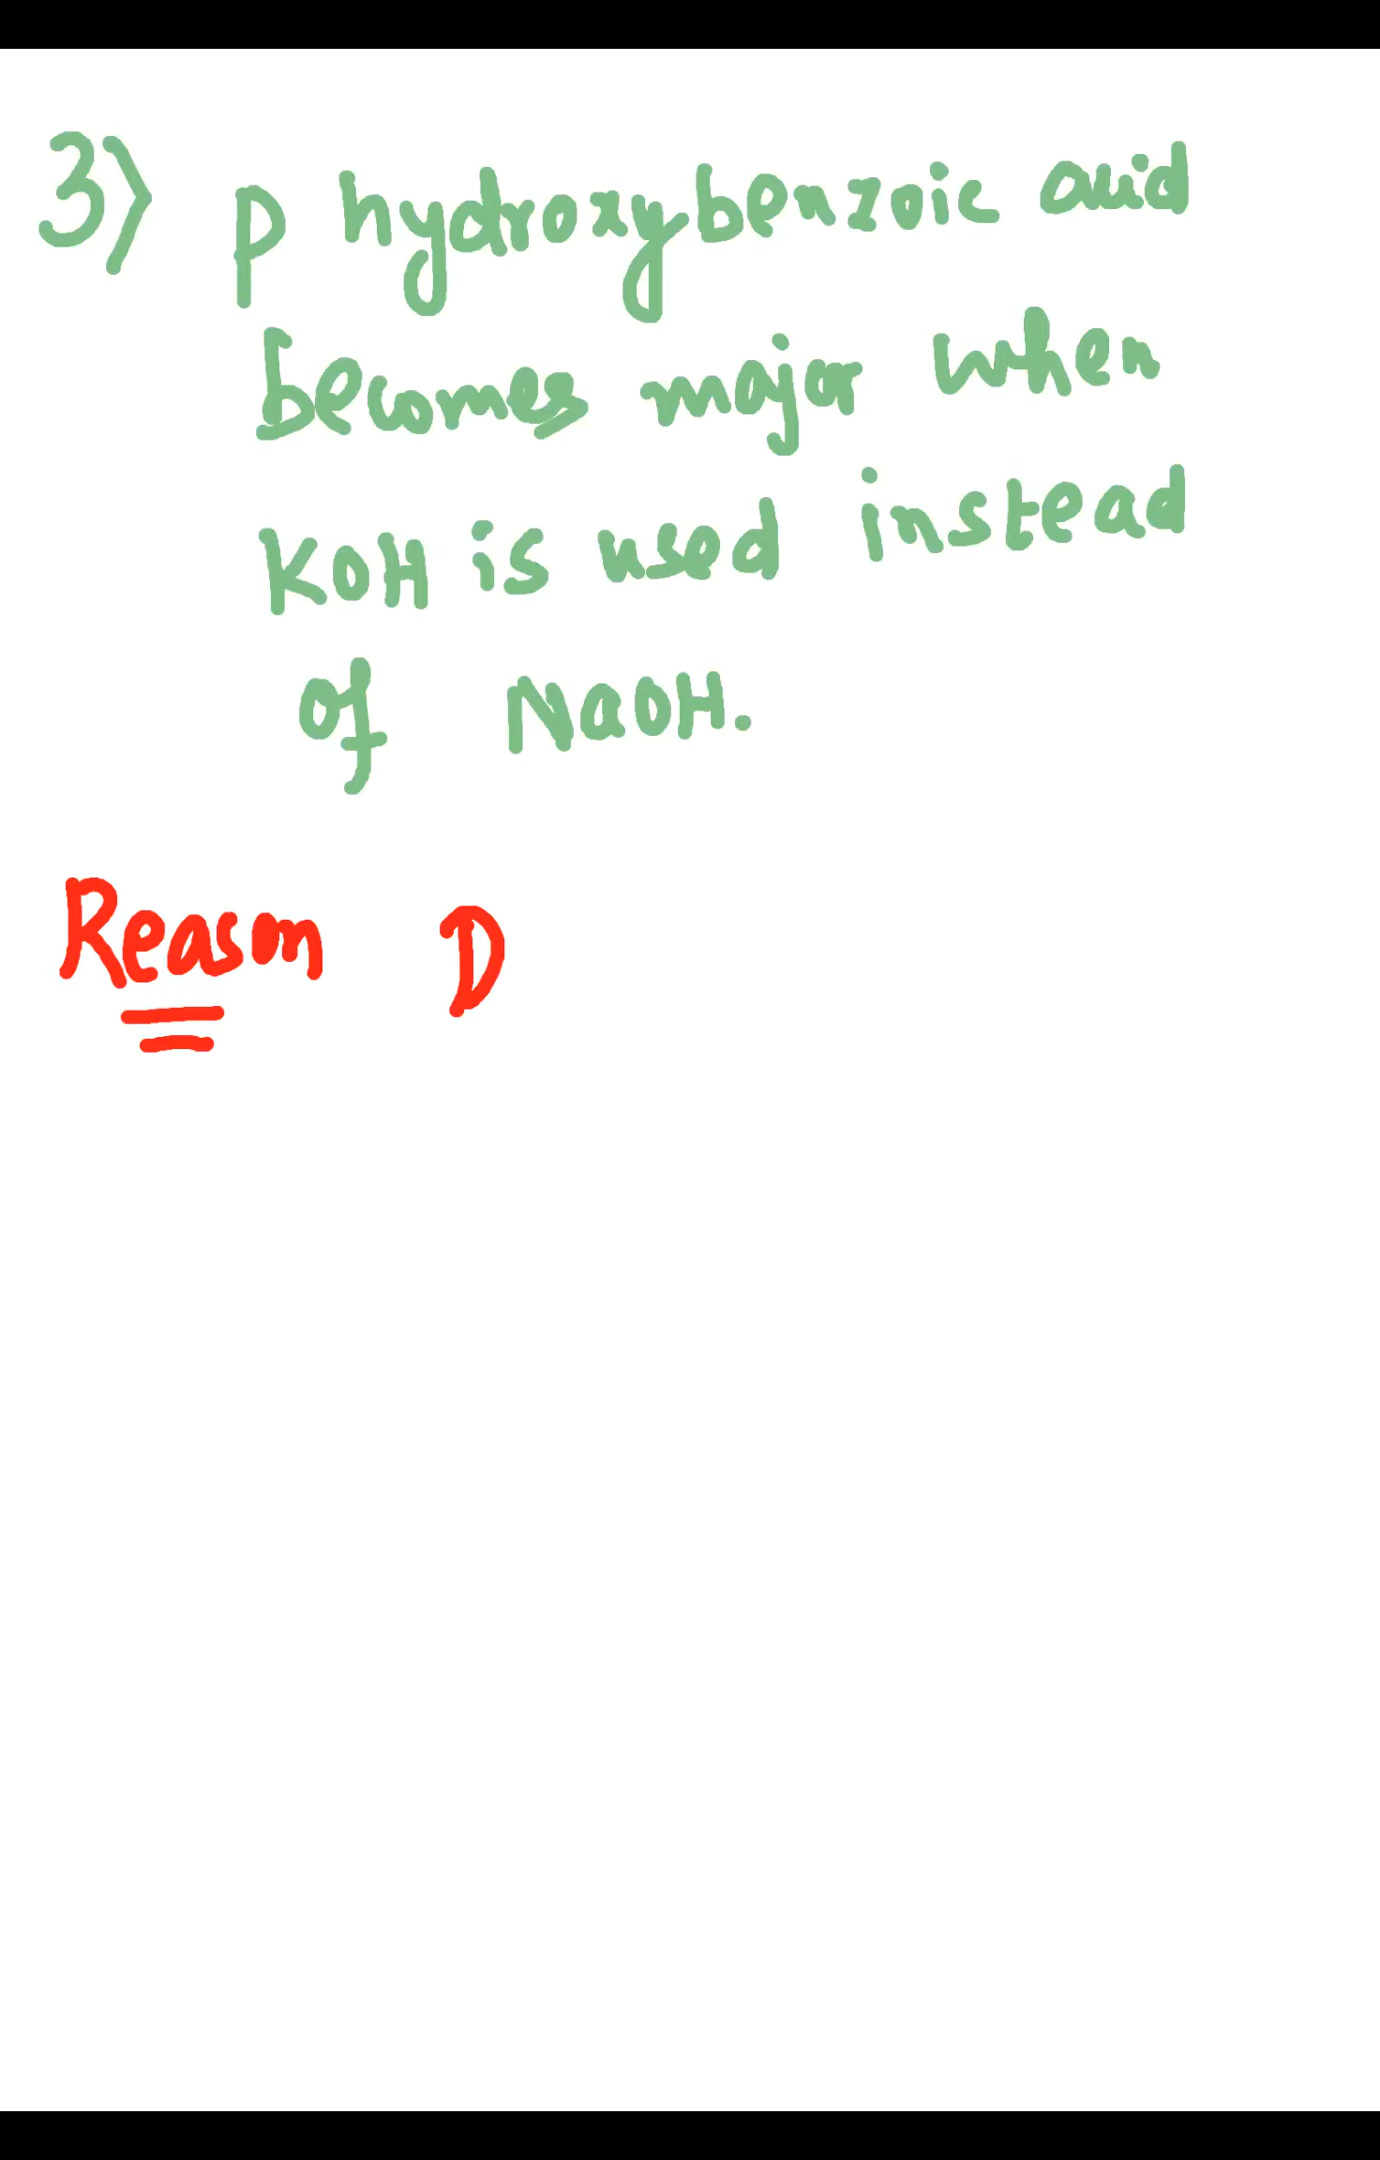 3) p hydroxybenzoic acid
becomes major when
KOH is used instead
of NaOH.
Reason D